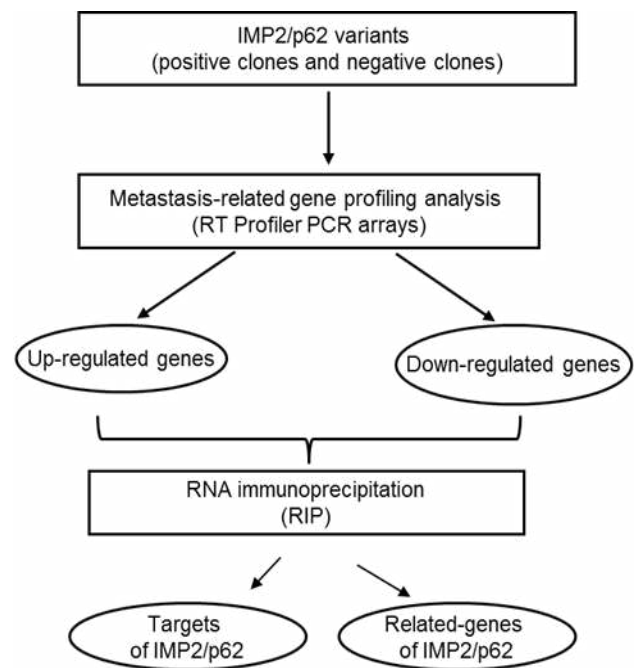 IMP2/p62 variants
(positive clones and negative clones)
Metastasis-related gene profiling analysis
(RT Profiler PCR arrays)
Up-regulated genes
Down-regulated genes
RNA immunoprecipitation
(RIP)
Targets
of IMP2/p62
Related-genes
of IMP2/p62